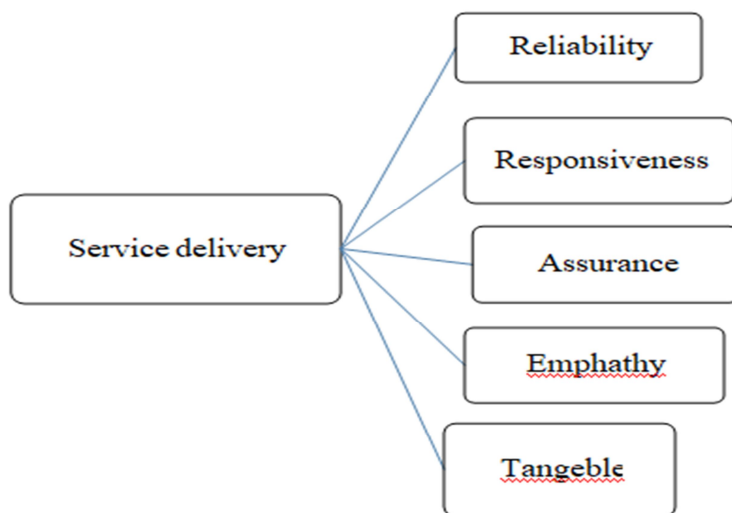 Reliability
Responsiveness
Service delivery
Assurance
Emphathy
Tangeble